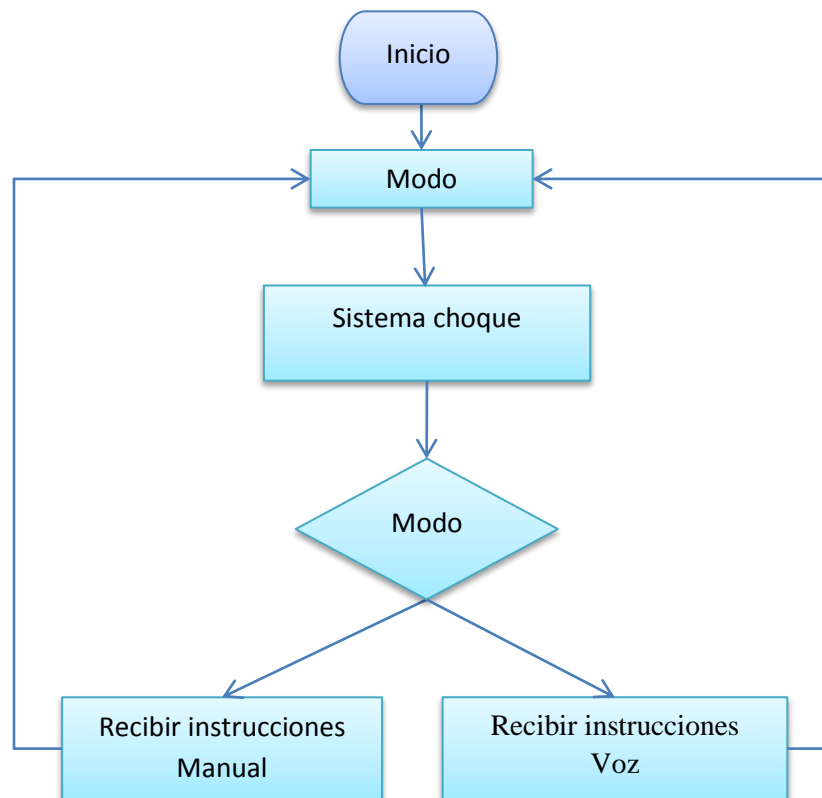 Inicio
Modo
Sistema choque
Modo
Recibir instrucciones
Manual
Recibir instrucciones
Voz